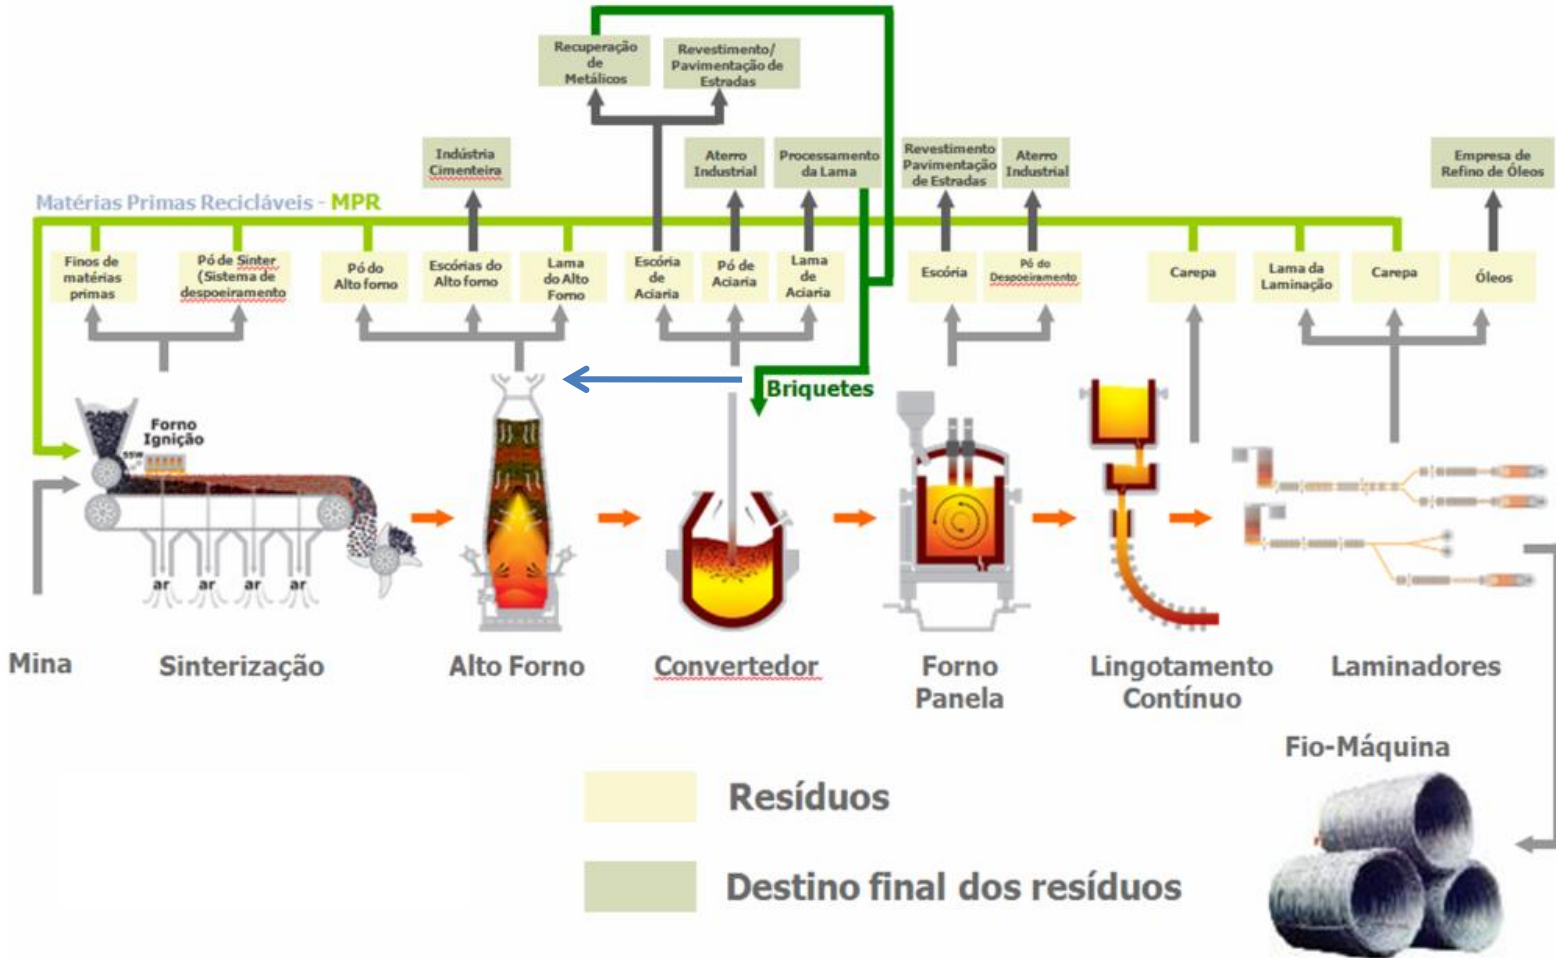 Recuperação
de
Metálicos
Revestimento/
Pavimentação de
Estradas
Indústria
Cimenteira
Aterro
Industrial
Processamento
da Lama
Revestimento
Pavimentação
de Estradas
Aterro
Industrial
Empresa de
Refino de Óleos
Matérias Primas Recicláveis - MPR
Finos de
matérias
primas
Pó de Sinter
(Sistema de
despoeiramento
Pó do
Alto forno
Escórias do
Alto forno
Lama
do Alto
Forno
Escória
de
Aciaria
Pó de
Aciaria
Lama
de
Aciaria
Escória
Pó do
Despoeiramento
Carepa
Lama da
Laminação
Carepa
Óleos
Briquetes
Forno
Ignição
55W
ar
ar
ar
ar
Mina
Sinterização
Alto Forno
Convertedor
Forno
Panela
Lingotamento
Contínuo
Laminadores
Fio-Máquina
Resíduos
Destino final dos resíduos